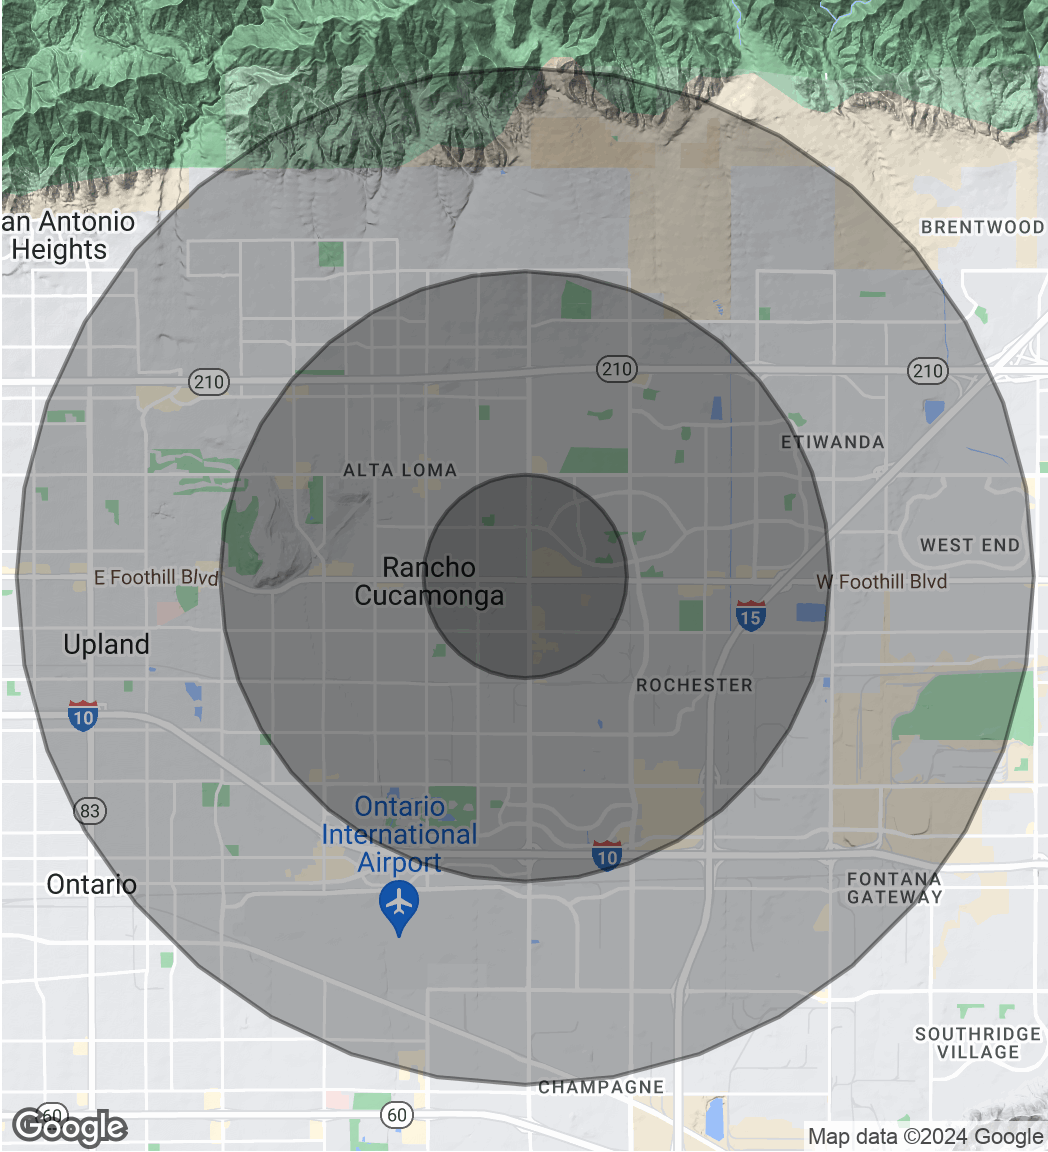 an Antonio
Heights
BRENTWOOD
210
210
210
ETIWANDA
ALTA LOMA
WEST END
Rancho
Cucamonga
E Foothill Blvd
W Foothill Blvd
15
Upland
ROCHESTER
10
83
Ontario
International
Airport
10
Ontario
FONTANA
GATEWAY
SOUTHRIDGE
VILLAGE
CHAMPAGNE
60
60
Google
Map data ©2024 Google